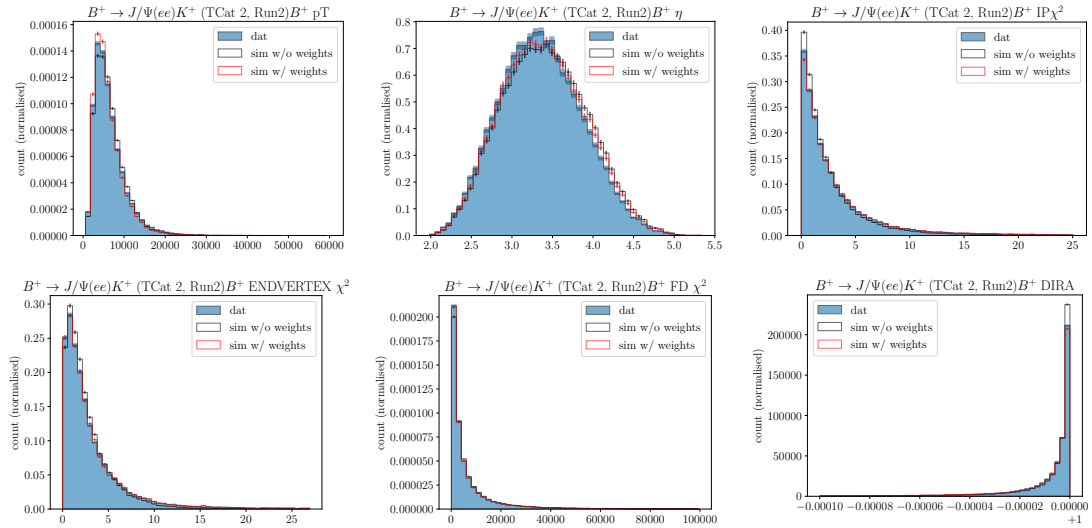 B⁺ → J/Ψ(ee)K⁺ (TCat 2, Run2)B⁺ pT
count (normalised)
0.00016
0.00014
0.00012
0.00010
0.00008
0.00006
0.00004
0.00002
0.00000
0 10000 20000 30000 40000 50000 60000
dat
sim w/o weights
sim w/ weights
B⁺ → J/Ψ(ee)K⁺ (TCat 2, Run2)B⁺ η
count (normalised)
0.8
0.7
0.6
0.5
0.4
0.3
0.2
0.1
0.0
2.0 2.5 3.0 3.5 4.0 4.5 5.0 5.5
dat
sim w/o weights
sim w/ weights
B⁺ → J/Ψ(ee)K⁺ (TCat 2, Run2)B⁺ IPχ²
count (normalised)
0.40
0.35
0.30
0.25
0.20
0.15
0.10
0.05
0.00
0 5 10 15 20 25
dat
sim w/o weights
sim w/ weights
B⁺ → J/Ψ(ee)K⁺ (TCat 2, Run2)B⁺ ENDVERTEX χ²
count (normalised)
0.30
0.25
0.20
0.15
0.10
0.05
0.00
0 5 10 15 20 25
dat
sim w/o weights
sim w/ weights
B⁺ → J/Ψ(ee)K⁺ (TCat 2, Run2)B⁺ FD χ²
count (normalised)
0.000200
0.000175
0.000150
0.000125
0.000100
0.000075
0.000050
0.000025
0.000000
0 20000 40000 60000 80000 100000
dat
sim w/o weights
sim w/ weights
B⁺ → J/Ψ(ee)K⁺ (TCat 2, Run2)B⁺ DIRA
count (normalised)
200000
150000
100000
50000
0
−0.00010 −0.00008 −0.00006 −0.00004 −0.00002 0.00000
+1
dat
sim w/o weights
sim w/ weights